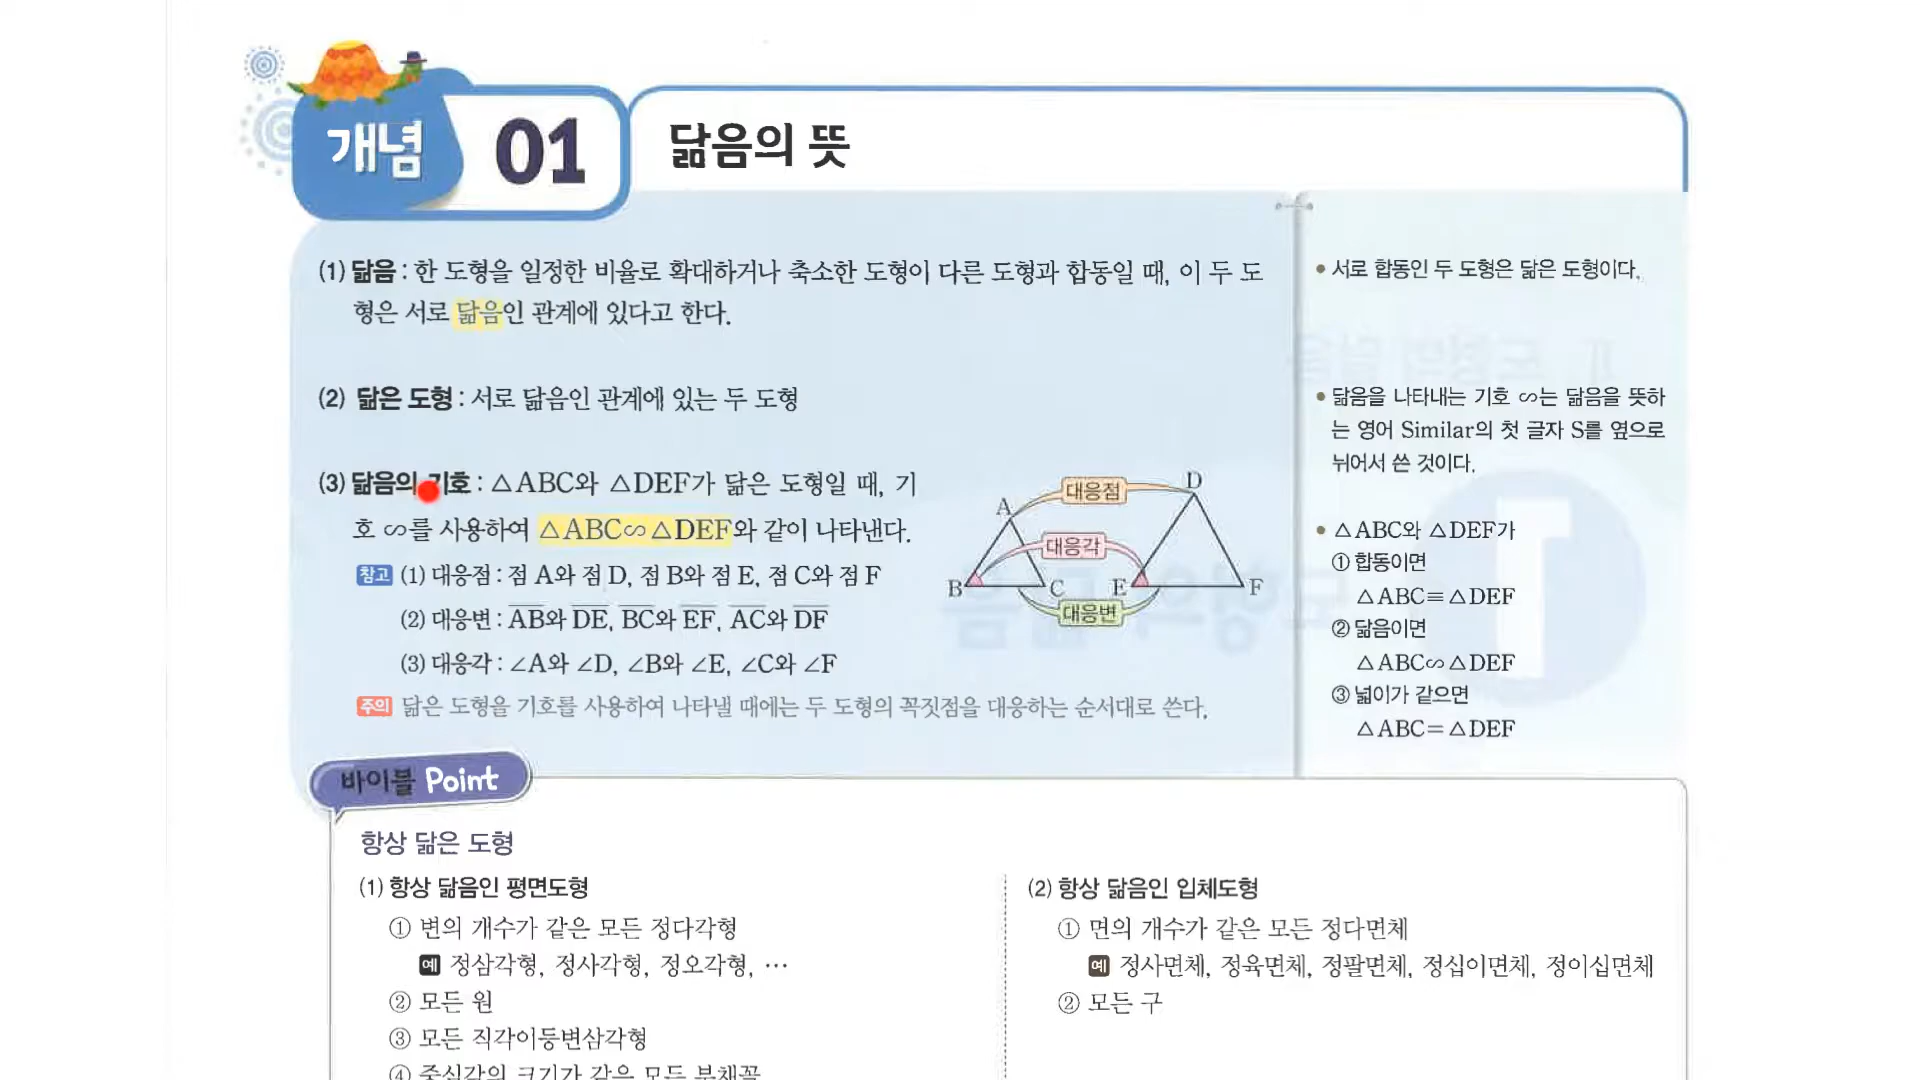 개념 01 닮음의 뜻
(1) 닮음 : 한 도형을 일정한 비율로 확대하거나 축소한 도형이 다른 도형과 합동일 때, 이 두 도
형은 서로 닮음인 관계에 있다고 한다.
(2) 닮은 도형 : 서로 닮음인 관계에 있는 두 도형
(3) 닮음의 기호 : △ABC와 △DEF가 닮은 도형일 때, 기
호 ∽를 사용하여 △ABC∽△DEF와 같이 나타낸다.
참고 (1) 대응점 : 점 A와 점 D, 점 B와 점 E, 점 C와 점 F
(2) 대응변 : A̅B̅와 D̅E̅, B̅C̅와 E̅F̅, A̅C̅와 D̅F̅
(3) 대응각 : ∠A와 ∠D, ∠B와 ∠E, ∠C와 ∠F
주의 닮은 도형을 기호를 사용하여 나타낼 때에는 두 도형의 꼭짓점을 대응하는 순서대로 쓴다.
A 대응점 D
대응각
B C E F
대응변
• 서로 합동인 두 도형은 닮은 도형이다.
• 닮음을 나타내는 기호 ∽는 닮음을 뜻하
는 영어 Similar의 첫 글자 S를 옆으로
뉘어서 쓴 것이다.
• △ABC와 △DEF가
① 합동이면
△ABC≡△DEF
② 닮음이면
△ABC∽△DEF
③ 넓이가 같으면
△ABC=△DEF
바이블 Point
항상 닮은 도형
(1) 항상 닮음인 평면도형
① 변의 개수가 같은 모든 정다각형
예 정삼각형, 정사각형, 정오각형, …
② 모든 원
③ 모든 직각이등변삼각형
④ 중심각의 크기가 같은 모든 부채꼴
(2) 항상 닮음인 입체도형
① 면의 개수가 같은 모든 정다면체
예 정사면체, 정육면체, 정팔면체, 정십이면체, 정이십면체
② 모든 구